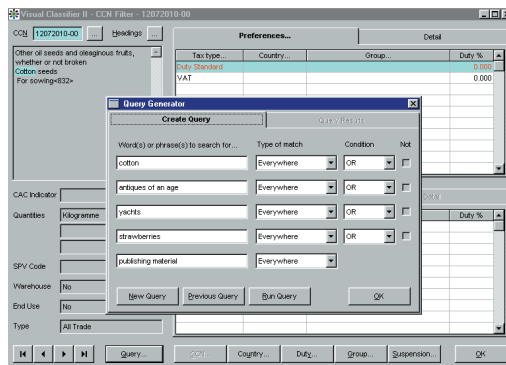 Visual Classifier II - CCN Filter - 12072010-00
CCN 12072010-00 ... Headings ...
Other oil seeds and oleaginous fruits,
whether or not broken
Cotton seeds
For sowing<832>
Preferences... Detail
Tax type... Country... Group... Duty %
Duty Standard 0.000
VAT 0.000
Query Generator
Create Query Query Results
Word(s) or phrase(s) to search for... Type of match Condition Not
cotton Everywhere OR
antiques of an age Everywhere OR
yachts Everywhere OR
strawberries Everywhere OR
publishing material Everywhere
New Query Previous Query Run Query OK
CAC Indicator
Detail
Quantities Kilogramme
Duty %
SPV Code
Warehouse No
End Use No
Type All Trade
Query... CCN... Country... Duty... Group... Suspension... OK